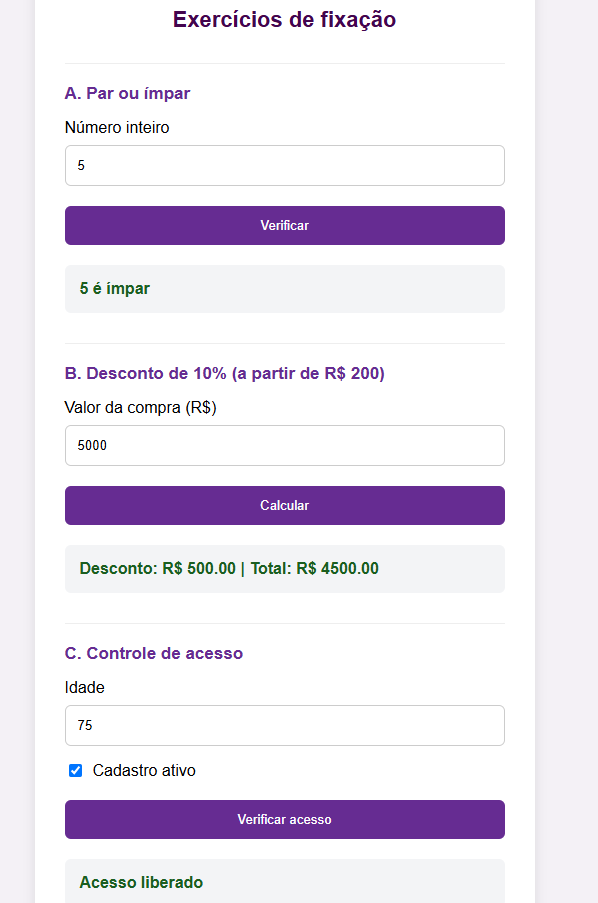 Exercícios de fixação
A. Par ou ímpar
Número inteiro
5
Verificar
5 é ímpar
B. Desconto de 10% (a partir de R$ 200)
Valor da compra (R$)
5000
Calcular
Desconto: R$ 500.00 | Total: R$ 4500.00
C. Controle de acesso
Idade
75
Cadastro ativo
Verificar acesso
Acesso liberado